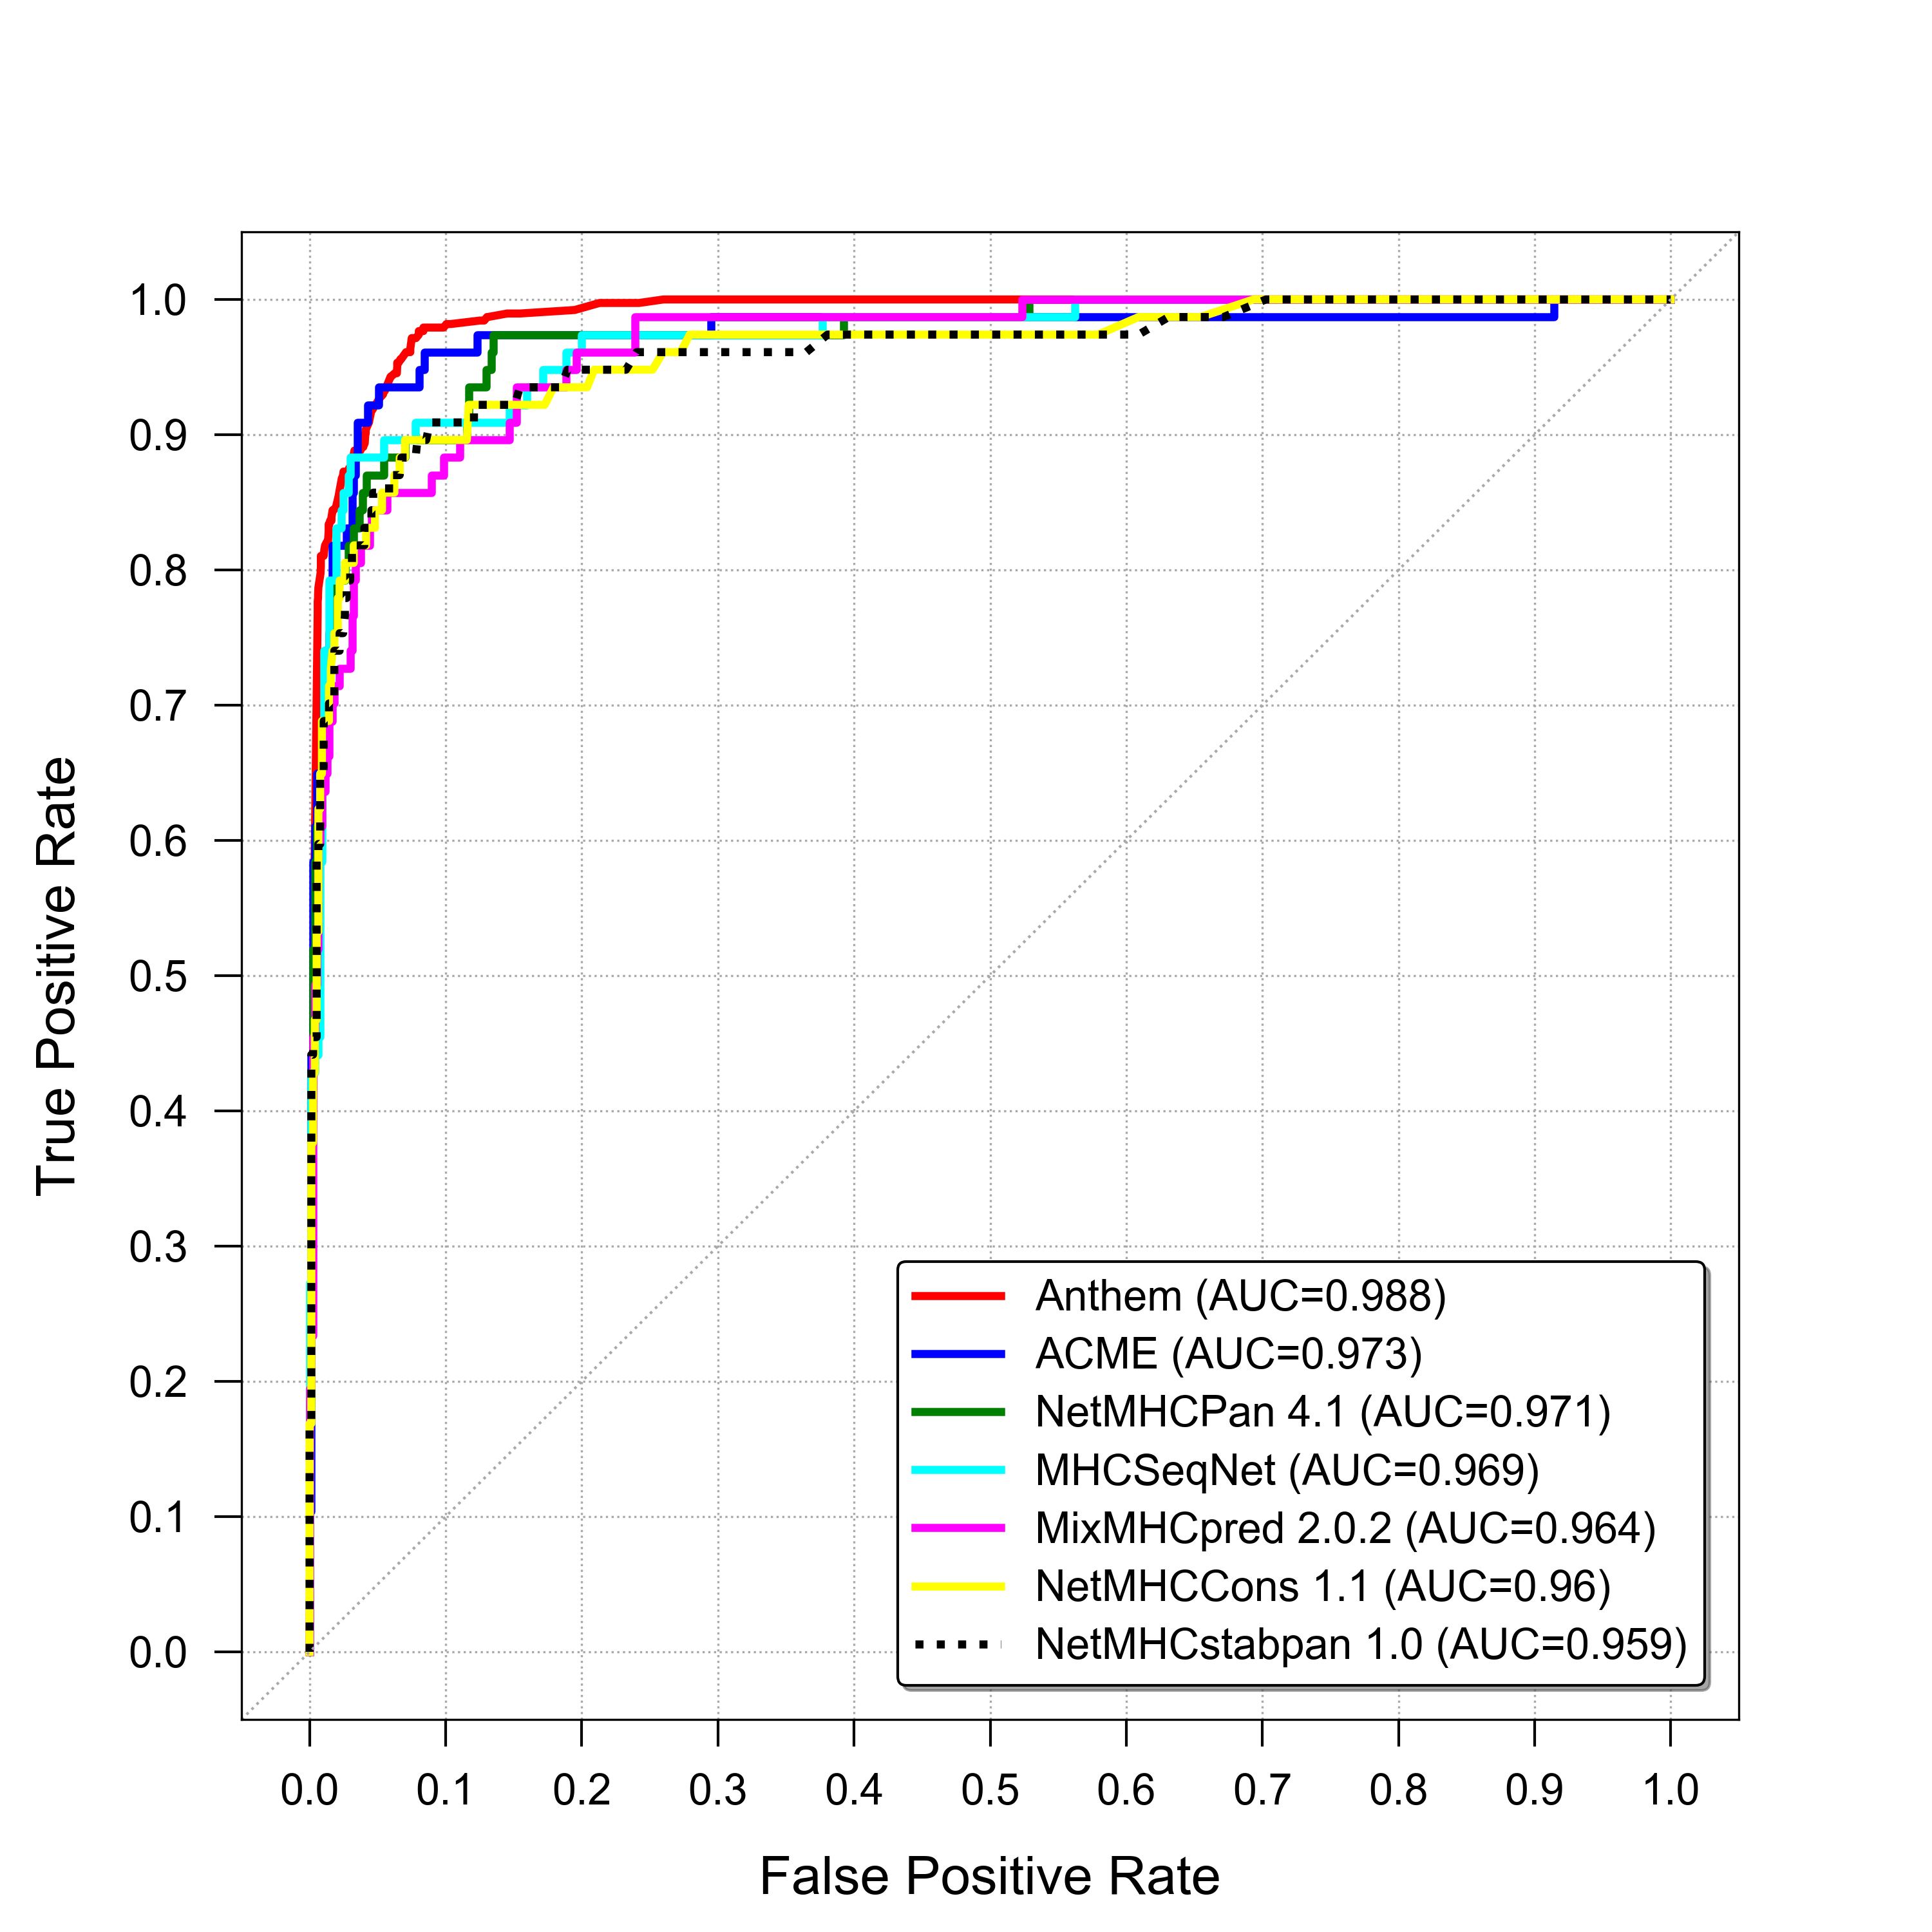 1.0
0.9
0.8
0.7
0.6
0.5
0.4
0.3
0.2
0.1
0.0
True Positive Rate
Anthem (AUC=0.988)
ACME (AUC=0.973)
NetMHCPan 4.1 (AUC=0.971)
MHCSeqNet (AUC=0.969)
MixMHCpred 2.0.2 (AUC=0.964)
NetMHCCons 1.1 (AUC=0.96)
NetMHCstabpan 1.0 (AUC=0.959)
0.0 0.1 0.2 0.3 0.4 0.5 0.6 0.7 0.8 0.9 1.0
False Positive Rate